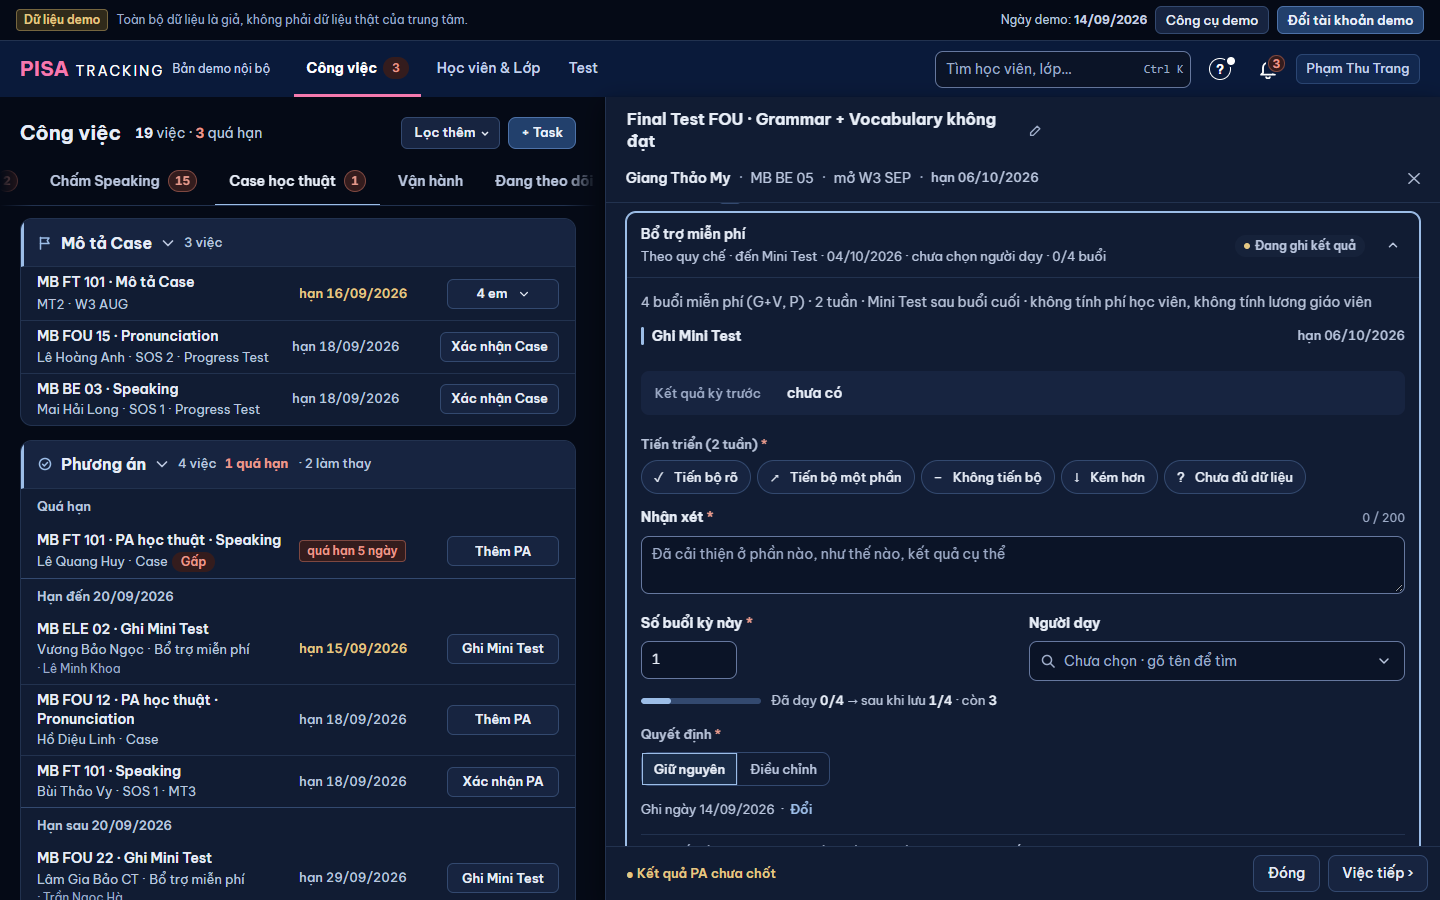 Dữ liệu demo Toàn bộ dữ liệu là giả, không phải dữ liệu thật của trung tâm.
Ngày demo: 14/09/2026 Công cụ demo Đổi tài khoản demo
PISA TRACKING Bản demo nội bộ
Công việc 3 Học viên & Lớp Test
Tìm học viên, lớp... Ctrl K
? 3 Phạm Thu Trang
Công việc 19 việc · 3 quá hạn
Lọc thêm + Task
2 Chấm Speaking 15 Case học thuật 1 Vận hành Đang theo dõi
Mô tả Case 3 việc
MB FT 101 · Mô tả Case
MT2 · W3 AUG
hạn 16/09/2026 4 em
MB FOU 15 · Pronunciation
Lê Hoàng Anh · SOS 2 · Progress Test
hạn 18/09/2026 Xác nhận Case
MB BE 03 · Speaking
Mai Hải Long · SOS 1 · Progress Test
hạn 18/09/2026 Xác nhận Case
Phương án 4 việc 1 quá hạn · 2 làm thay
Quá hạn
MB FT 101 · PA học thuật · Speaking
Lê Quang Huy · Case Gấp
quá hạn 5 ngày Thêm PA
Hạn đến 20/09/2026
MB ELE 02 · Ghi Mini Test
Vương Bảo Ngọc · Bổ trợ miễn phí
· Lê Minh Khoa
hạn 15/09/2026 Ghi Mini Test
MB FOU 12 · PA học thuật ·
Pronunciation
Hồ Diệu Linh · Case
hạn 18/09/2026 Thêm PA
MB FT 101 · Speaking
Bùi Thảo Vy · SOS 1 · MT3
hạn 18/09/2026 Xác nhận PA
Hạn sau 20/09/2026
MB FOU 22 · Ghi Mini Test
Lâm Gia Bảo CT · Bổ trợ miễn phí
· Trần Ngọc Hà
hạn 29/09/2026 Ghi Mini Test
Final Test FOU · Grammar + Vocabulary không
đạt
Giang Thảo My · MB BE 05 · mở W3 SEP · hạn 06/10/2026
Bổ trợ miễn phí
Theo quy chế · đến Mini Test · 04/10/2026 · chưa chọn người dạy · 0/4 buổi
Đang ghi kết quả
4 buổi miễn phí (G+V, P) · 2 tuần · Mini Test sau buổi cuối · không tính phí học viên, không tính lương giáo viên
Ghi Mini Test hạn 06/10/2026
Kết quả kỳ trước chưa có
Tiến triển (2 tuần) *
✓ Tiến bộ rõ ↗ Tiến bộ một phần – Không tiến bộ ↓ Kém hơn ? Chưa đủ dữ liệu
Nhận xét * 0 / 200
Đã cải thiện ở phần nào, như thế nào, kết quả cụ thể
Số buổi kỳ này * Người dạy
1 Chưa chọn · gõ tên để tìm
Đã dạy 0/4 → sau khi lưu 1/4 · còn 3
Quyết định *
Giữ nguyên Điều chỉnh
Ghi ngày 14/09/2026 · Đổi
Kết quả PA chưa chốt
Đóng Việc tiếp ›